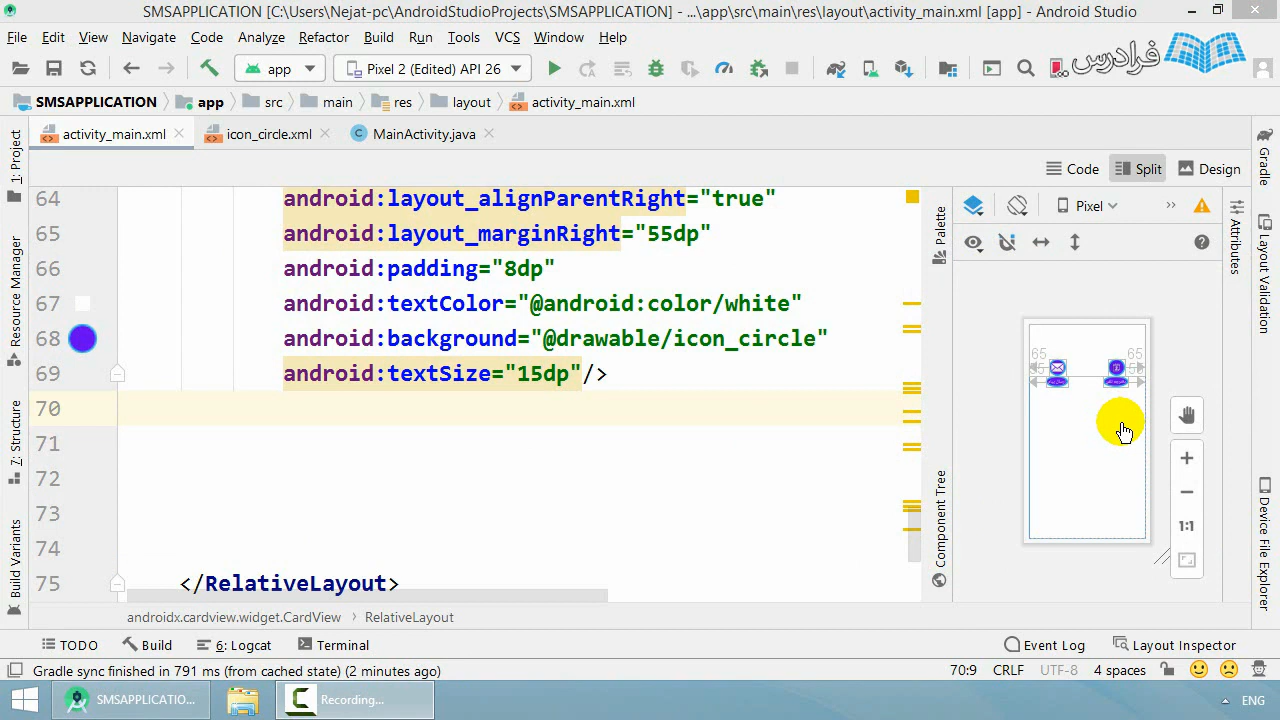 SMSAPPLICATION [C:\Users\Nejat-pc\AndroidStudioProjects\SMSAPPLICATION] - ...\app\src\main\res\layout\activity_main.xml [app] - Android Studio
File Edit View Navigate Code Analyze Refactor Build Run Tools VCS Window Help
app Pixel 2 (Edited) API 26
فرادرس
SMSAPPLICATION app src main res layout activity_main.xml
activity_main.xml icon_circle.xml MainActivity.java
Code Split Design
1: Project
Resource Manager
7: Structure
Build Variants
64 android:layout_alignParentRight="true"
65 android:layout_marginRight="55dp"
66 android:padding="8dp"
67 android:textColor="@android:color/white"
68 android:background="@drawable/icon_circle"
69 android:textSize="15dp"/>
70
71
72
73
74
75 </RelativeLayout>
Palette
Component Tree
Pixel
65 65
1:1
Attributes
Gradle
Layout Validation
Device File Explorer
androidx.cardview.widget.CardView RelativeLayout
TODO Build 6: Logcat Terminal Event Log Layout Inspector
Gradle sync finished in 791 ms (from cached state) (2 minutes ago) 70:9 CRLF UTF-8 4 spaces
SMSAPPLICATIO... Recording... ENG